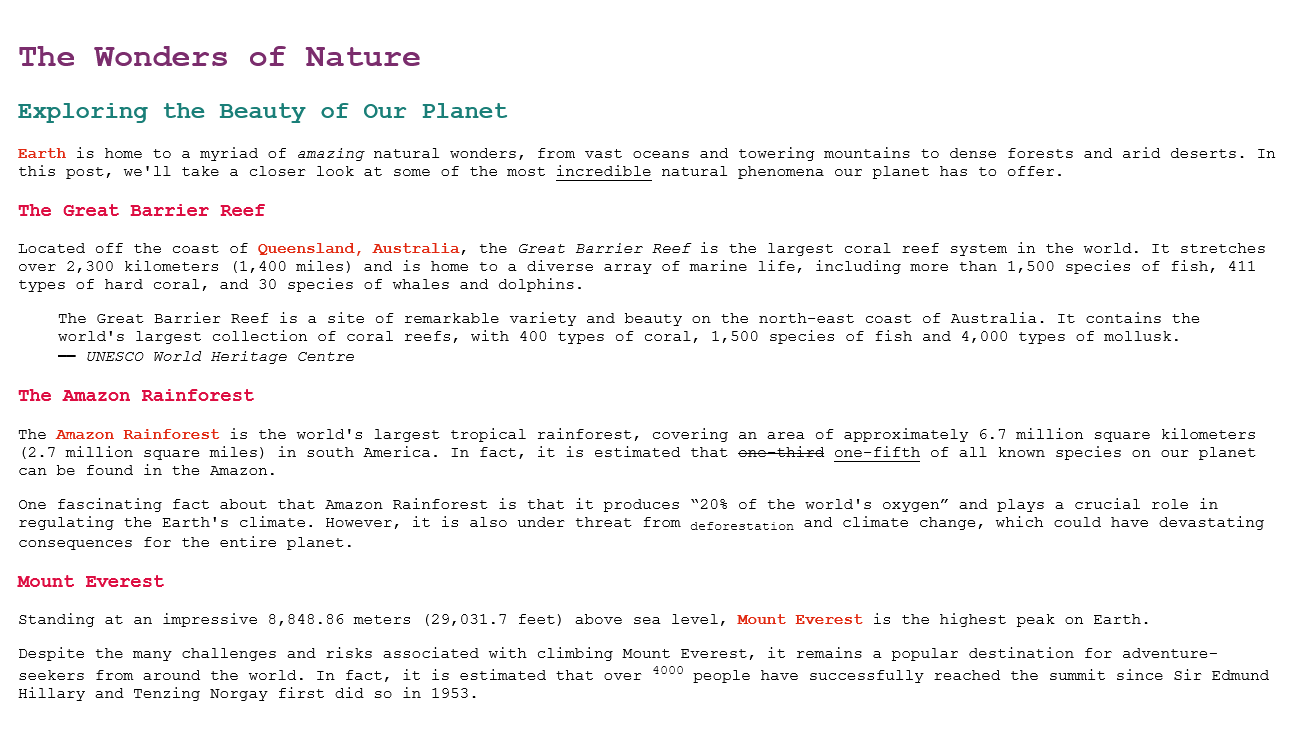 The Wonders of Nature
Exploring the Beauty of Our Planet
Earth is home to a myriad of amazing natural wonders, from vast oceans and towering mountains to dense forests and arid deserts. In
this post, we'll take a closer look at some of the most incredible natural phenomena our planet has to offer.
The Great Barrier Reef
Located off the coast of Queensland, Australia, the Great Barrier Reef is the largest coral reef system in the world. It stretches
over 2,300 kilometers (1,400 miles) and is home to a diverse array of marine life, including more than 1,500 species of fish, 411
types of hard coral, and 30 species of whales and dolphins.
The Great Barrier Reef is a site of remarkable variety and beauty on the north-east coast of Australia. It contains the
world's largest collection of coral reefs, with 400 types of coral, 1,500 species of fish and 4,000 types of mollusk.
— UNESCO World Heritage Centre
The Amazon Rainforest
The Amazon Rainforest is the world's largest tropical rainforest, covering an area of approximately 6.7 million square kilometers
(2.7 million square miles) in south America. In fact, it is estimated that one-third one-fifth of all known species on our planet
can be found in the Amazon.
One fascinating fact about that Amazon Rainforest is that it produces “20% of the world's oxygen” and plays a crucial role in
regulating the Earth's climate. However, it is also under threat from deforestation and climate change, which could have devastating
consequences for the entire planet.
Mount Everest
Standing at an impressive 8,848.86 meters (29,031.7 feet) above sea level, Mount Everest is the highest peak on Earth.
Despite the many challenges and risks associated with climbing Mount Everest, it remains a popular destination for adventure-
seekers from around the world. In fact, it is estimated that over 4000 people have successfully reached the summit since Sir Edmund
Hillary and Tenzing Norgay first did so in 1953.